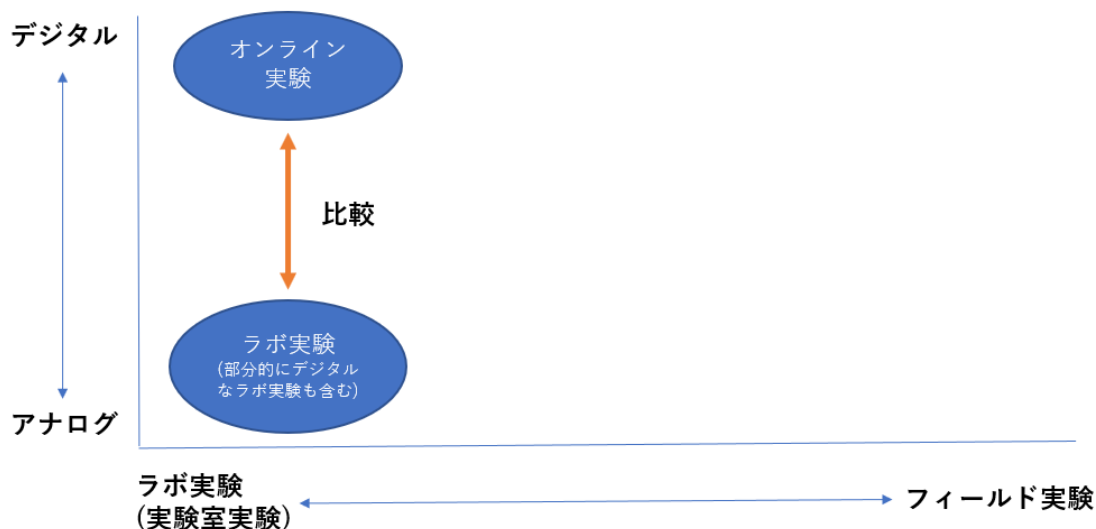 デジタル
オンライン
実験
比較
ラボ実験
(部分的にデジタル
なラボ実験も含む)
アナログ
ラボ実験
(実験室実験)
フィールド実験